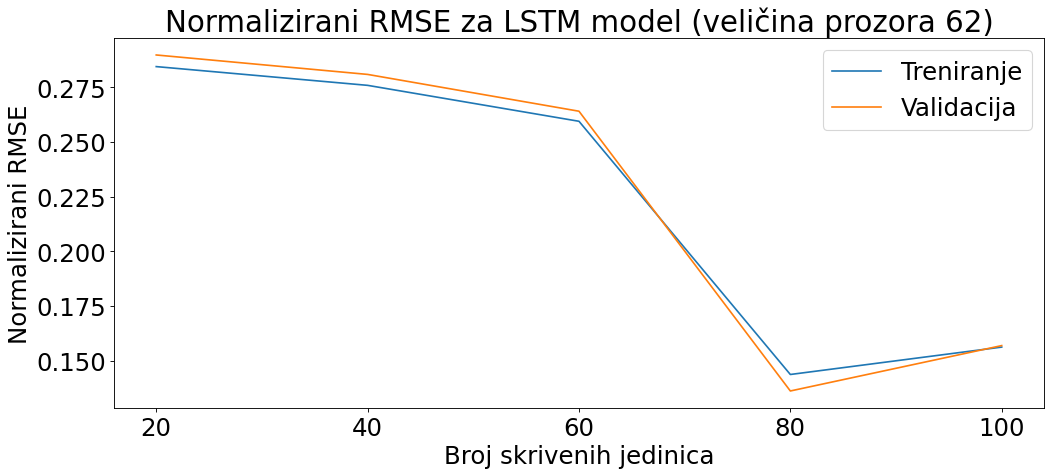 Normalizirani RMSE za LSTM model (veličina prozora 62)
Treniranje
Validacija
Normalizirani RMSE
0.275
0.250
0.225
0.200
0.175
0.150
20 40 60 80 100
Broj skrivenih jedinica